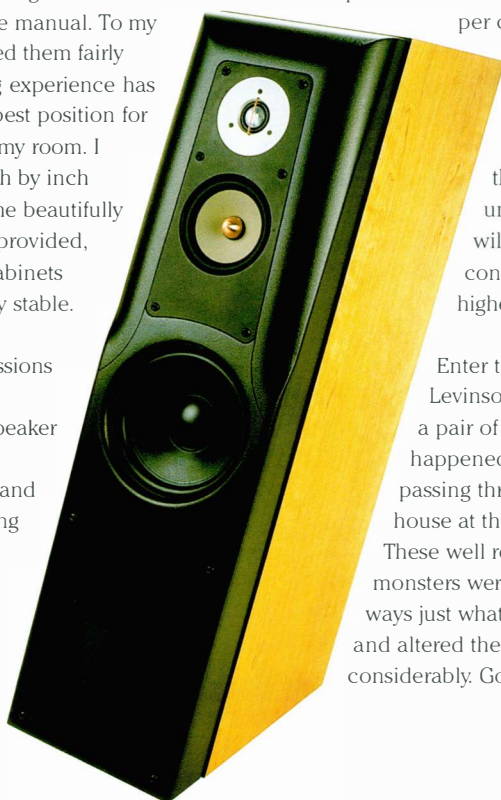 e manual. To my
ed them fairly
experience has
best position for
my room. I
h by inch
ne beautifully
provided,
abinets
y stable.
ssions
peaker
and
ng
per c
th
un
wil
con
highe
Enter t
Levinso
a pair of
happened
passing thr
house at th
These well r
monsters wer
ways just what
and altered the
considerably. Go